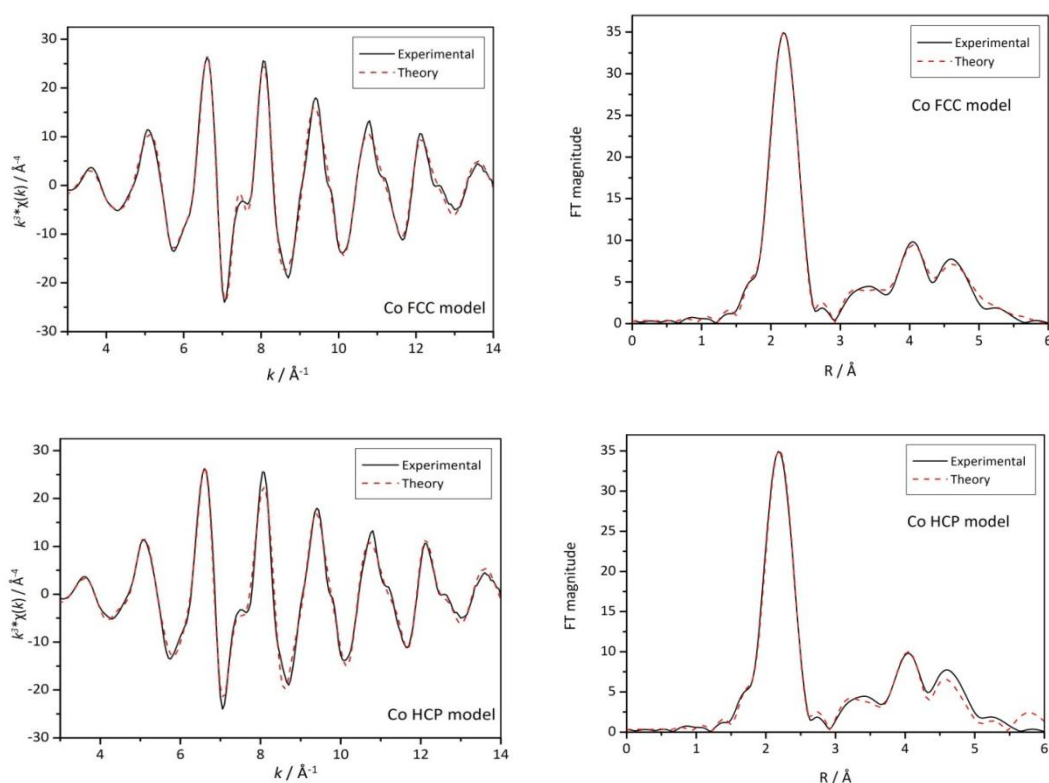 30
20
10
0
-10
-20
-30
4
6
8
10
12
14
k³*χ(k) / Å⁻⁴
k / Å⁻¹
Experimental
Theory
Co FCC model
35
30
25
20
15
10
5
0
0
1
2
3
4
5
6
FT magnitude
R / Å
Experimental
Theory
Co FCC model
30
20
10
0
-10
-20
-30
4
6
8
10
12
14
k³*χ(k) / Å⁻⁴
k / Å⁻¹
Experimental
Theory
Co HCP model
35
30
25
20
15
10
5
0
0
1
2
3
4
5
6
FT magnitude
R / Å
Experimental
Theory
Co HCP model